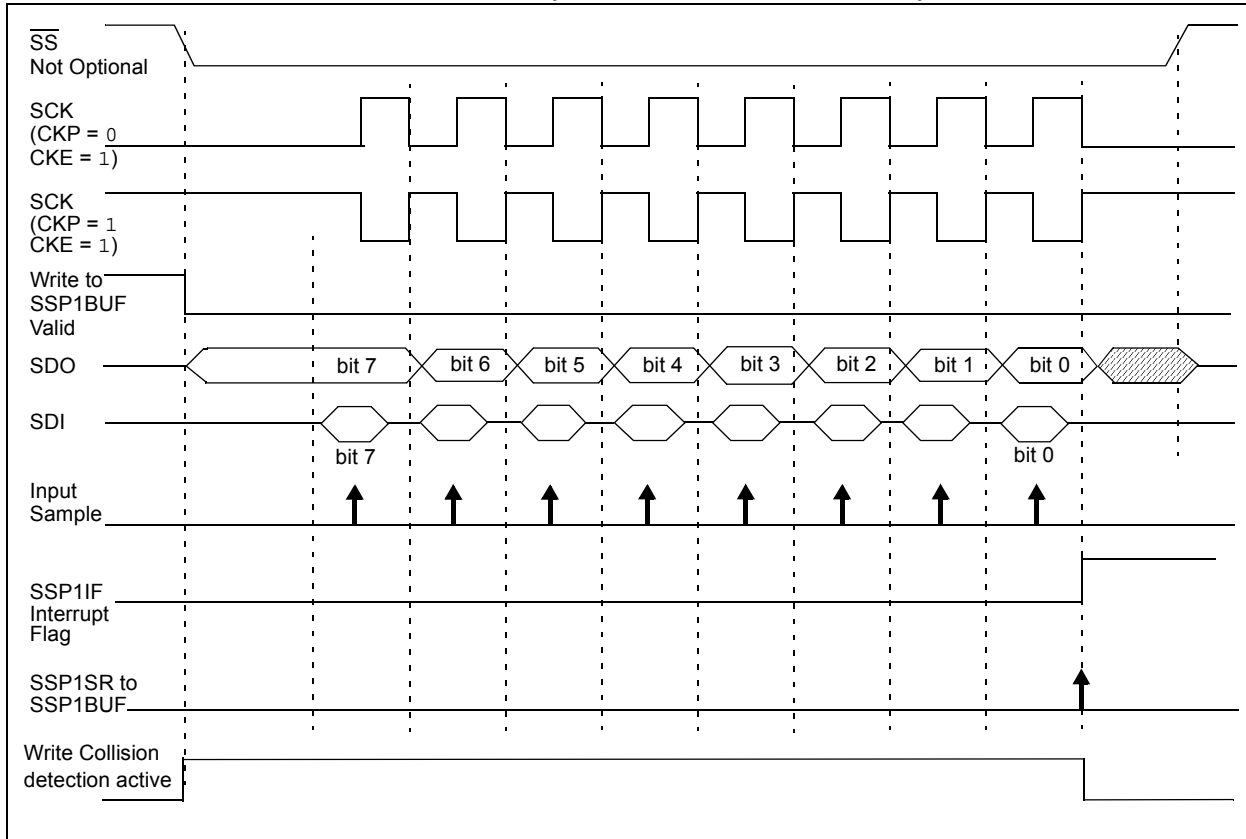 SS
Not Optional
SCK
(CKP = 0
CKE = 1)
SCK
(CKP = 1
CKE = 1)
Write to
SSP1BUF
Valid
SDO
bit 7
bit 6
bit 5
bit 4
bit 3
bit 2
bit 1
bit 0
SDI
bit 7
bit 0
Input
Sample
SSP1IF
Interrupt
Flag
SSP1SR to
SSP1BUF
Write Collision
detection active